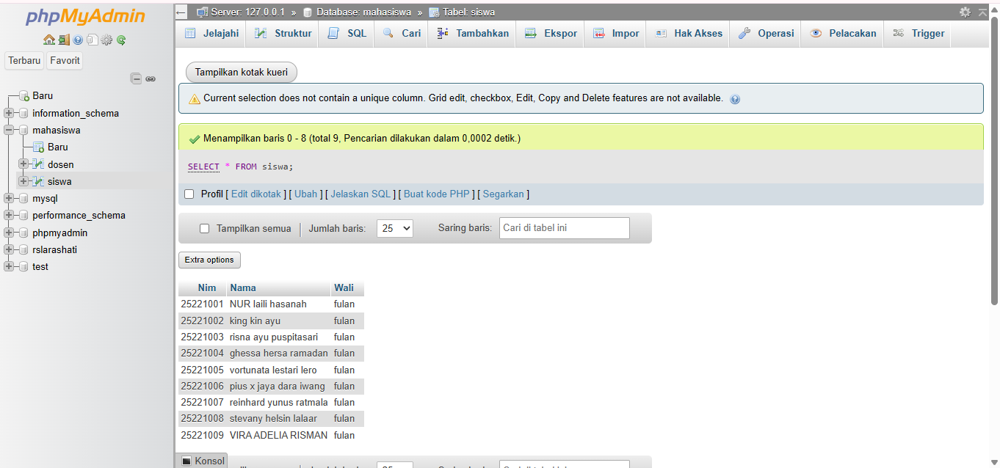 phpMyAdmin
Terbaru Favorit
Baru
information_schema
mahasiswa
Baru
dosen
siswa
mysql
performance_schema
phpmyadmin
rslarashati
test
Server: 127.0.0.1 » Database: mahasiswa » Tabel: siswa
Jelajahi Struktur SQL Cari Tambahkan Ekspor Impor Hak Akses Operasi Pelacakan Trigger
Tampilkan kotak kueri
Current selection does not contain a unique column. Grid edit, checkbox, Edit, Copy and Delete features are not available.
Menampilkan baris 0 - 8 (total 9, Pencarian dilakukan dalam 0,0002 detik.)
SELECT * FROM siswa;
Profil [ Edit dikotak ] [ Ubah ] [ Jelaskan SQL ] [ Buat kode PHP ] [ Segarkan ]
Tampilkan semua Jumlah baris: 25 Saring baris: Cari di tabel ini
Extra options
Nim Nama Wali
25221001 NUR laili hasanah fulan
25221002 king kin ayu fulan
25221003 risna ayu puspitasari fulan
25221004 ghessa hersa ramadan fulan
25221005 vortunata lestari lero fulan
25221006 pius x jaya dara iwang fulan
25221007 reinhard yunus ratmala fulan
25221008 stevany helsin lalaar fulan
25221009 VIRA ADELIA RISMAN fulan
Konsol